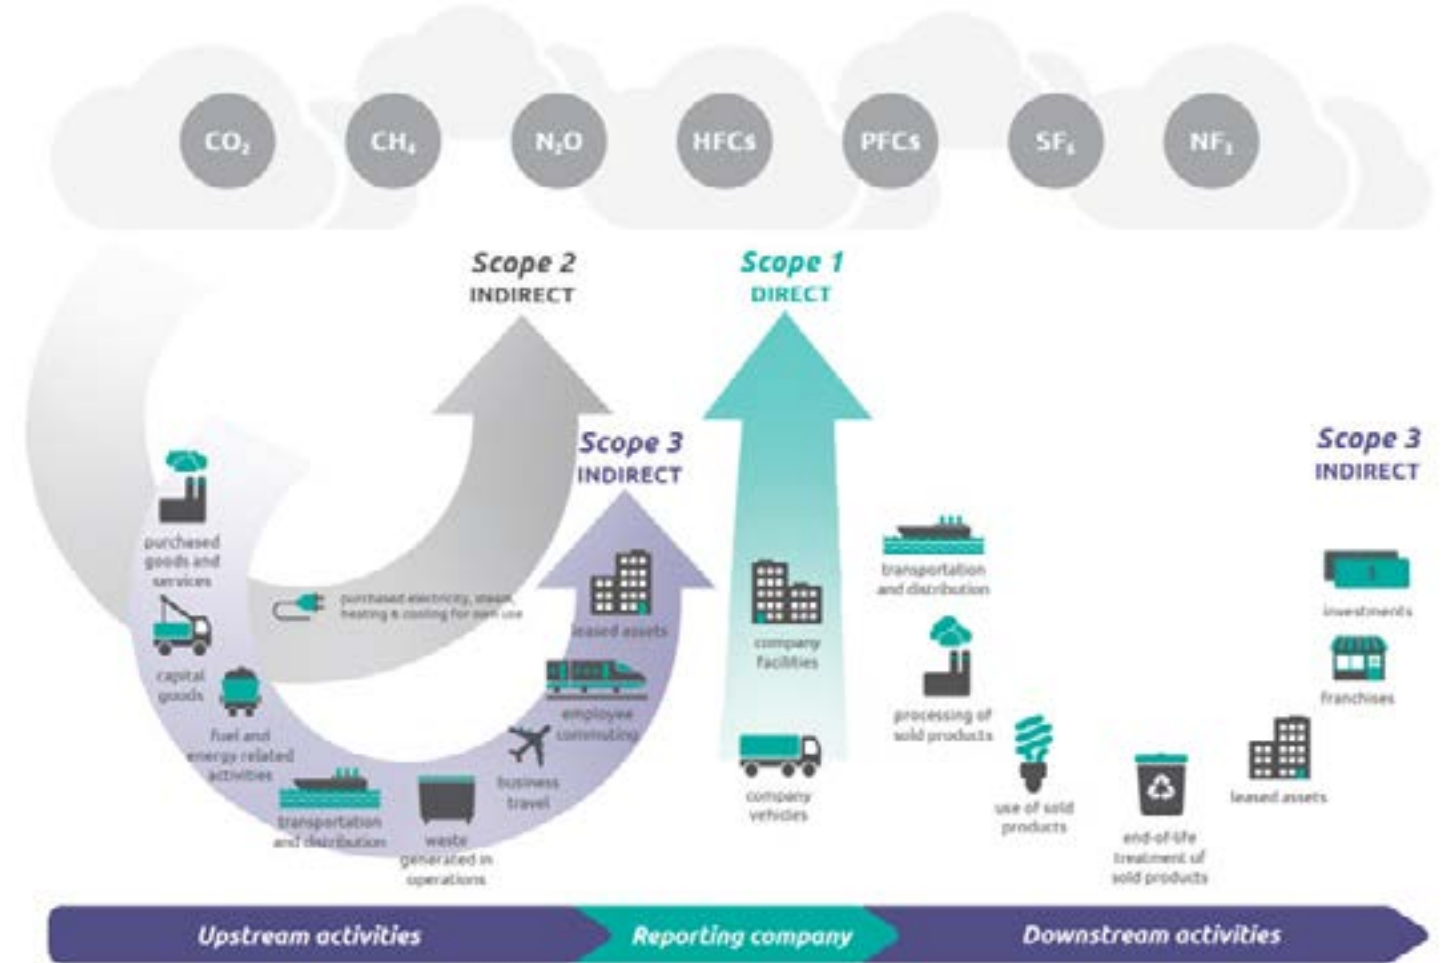 CO₂
CH₄
N₂O
HFCs
PFCs
SF₆
NF₃
Scope 2
INDIRECT
Scope 1
DIRECT
Scope 3
INDIRECT
Scope 3
INDIRECT
purchased
goods and
services
capital
goods
fuel and
energy related
activities
transportation
and distribution
waste
generated in
operations
business
travel
employee
commuting
leased assets
purchased electricity, steam,
heating & cooling for own use
company
facilities
company
vehicles
transportation
and distribution
processing of
sold products
use of sold
products
end-of-life
treatment of
sold products
leased assets
franchises
investments
Upstream activities
Reporting company
Downstream activities